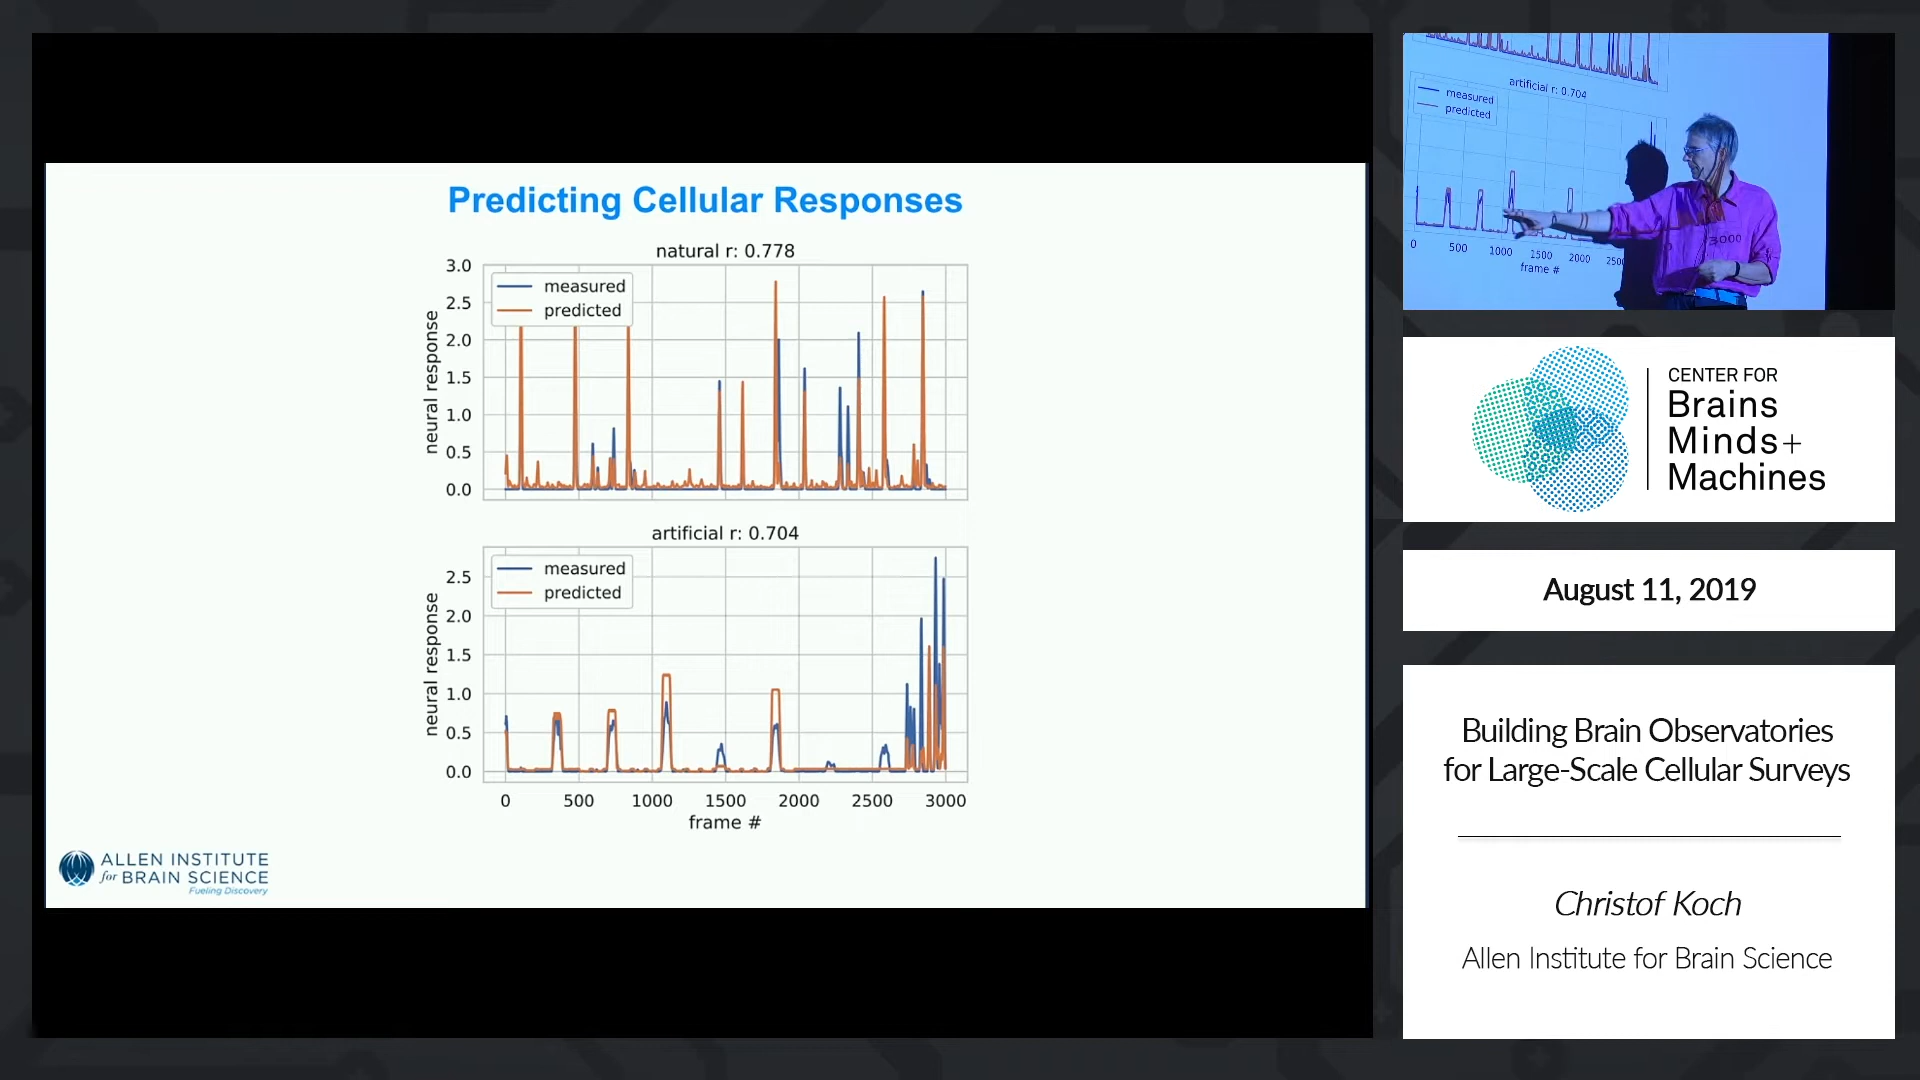 Predicting Cellular Responses
natural r: 0.778
measured
predicted
neural response
3.0
2.5
2.0
1.5
1.0
0.5
0.0
artificial r: 0.704
measured
predicted
neural response
2.5
2.0
1.5
1.0
0.5
0.0
0 500 1000 1500 2000 2500 3000
frame #
ALLEN INSTITUTE
for BRAIN SCIENCE
Fueling Discovery
artificial r: 0.704
measured
predicted
0 500 1000 1500 2000 250
3000
frame #
CENTER FOR
Brains
Minds+
Machines
August 11, 2019
Building Brain Observatories
for Large-Scale Cellular Surveys
Christof Koch
Allen Institute for Brain Science